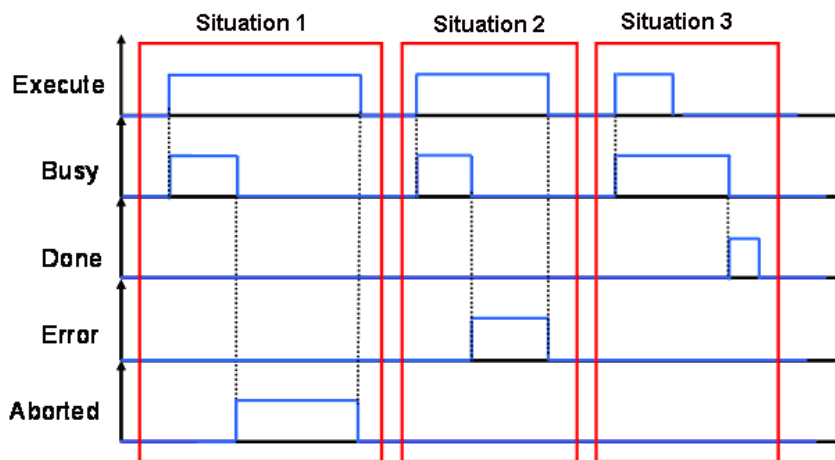 Situation 1
Situation 2
Situation 3
Execute
Busy
Done
Error
Aborted